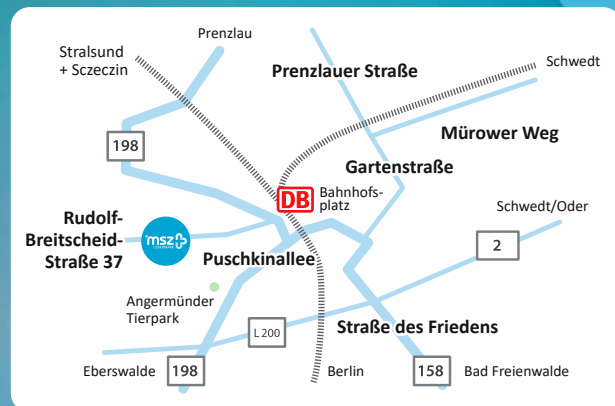 Prenzlau
Stralsund
+ Sczeczin
Prenzlauer Straße
Schwedt
198
Mürower Weg
Gartenstraße
DB
Bahnhofs-
platz
Schwedt/Oder
Rudolf-
Breitscheid-
Straße 37
msz
2
Puschkinallee
Angermünder
Tierpark
L 200
Straße des Friedens
Eberswalde
198
Berlin
158
Bad Freienwalde